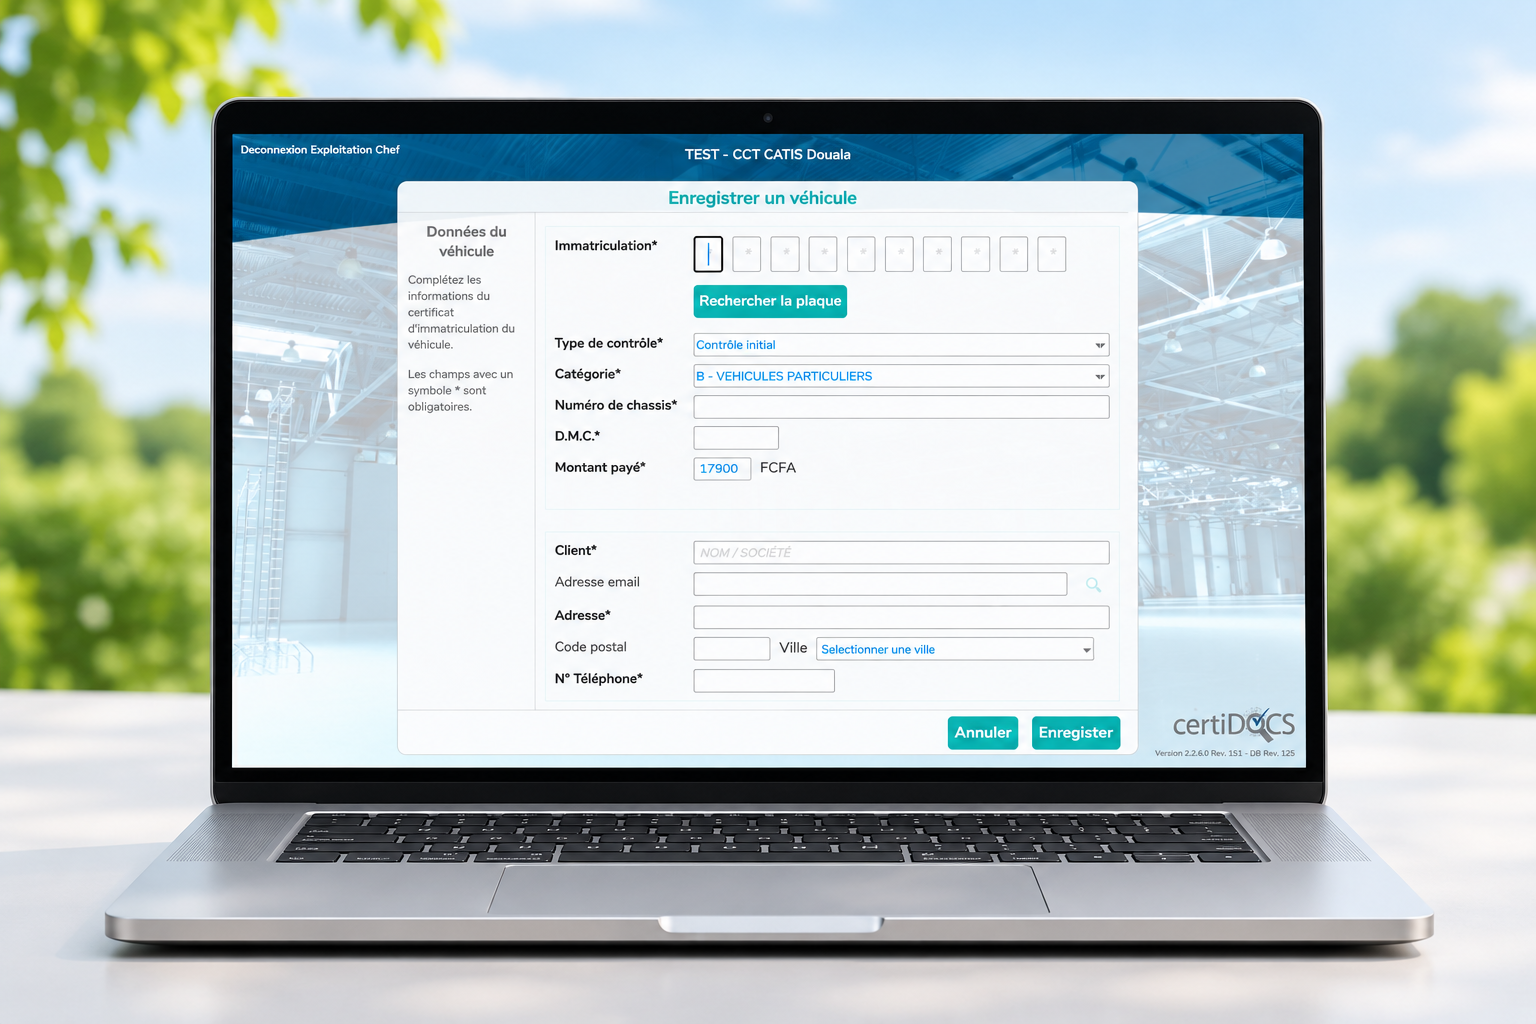 Deconnexion Exploitation Chef
TEST - CCT CATIS Douala
Enregistrer un véhicule
Données du
véhicule
Complétez les
informations du
certificat
d'immatriculation du
véhicule.
Les champs avec un
symbole * sont
obligatoires.
Immatriculation*
* * * * * * * * *
Rechercher la plaque
Type de contrôle* Contrôle initial
Catégorie* B - VEHICULES PARTICULIERS
Numéro de chassis*
D.M.C.*
Montant payé* 17900 FCFA
Client* NOM / SOCIÉTÉ
Adresse email
Adresse*
Code postal Ville Selectionner une ville
N° Téléphone*
Annuler Enregister
certiDOCS
Version 2.2.6.0 Rev. 151 - DB Rev. 125